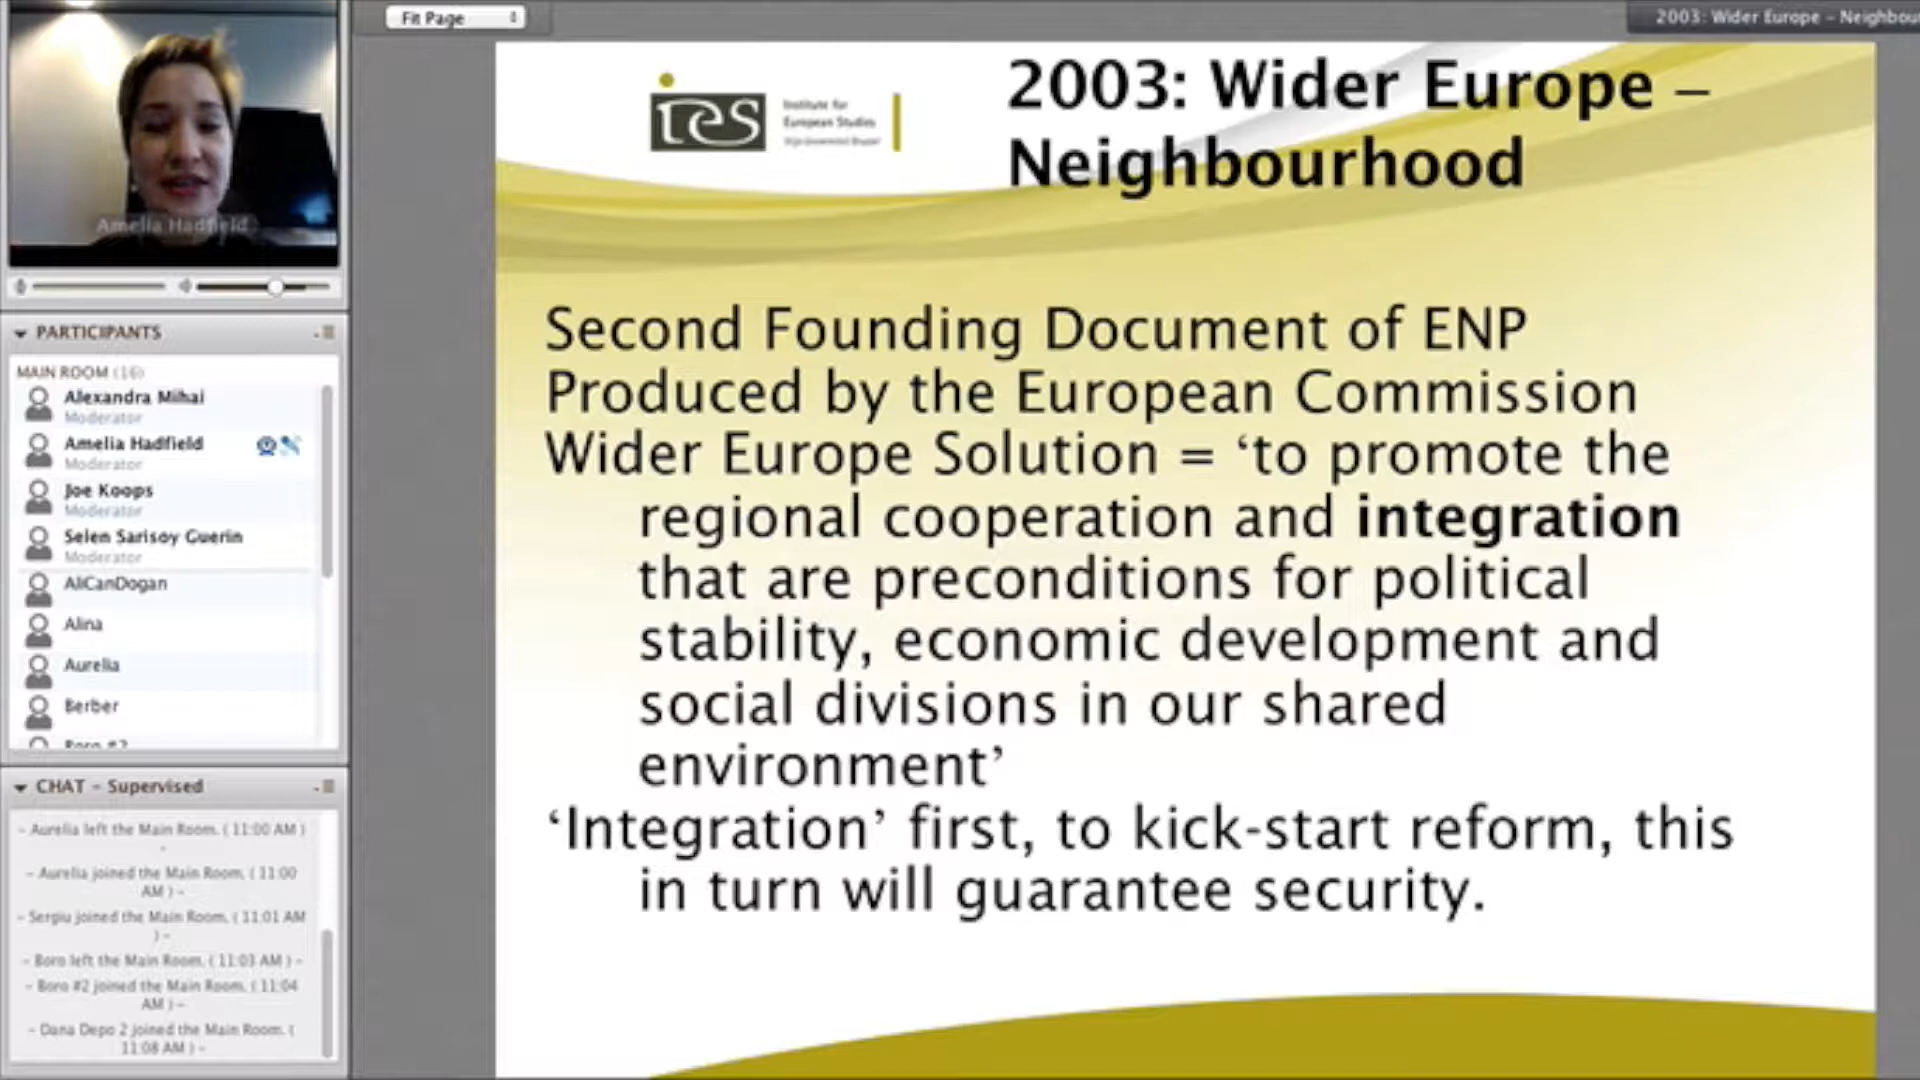 Fit Page
2003: Wider Europe – Neighbour
Amelia Hadfield
PARTICIPANTS
MAIN ROOM (16)
Alexandra Mihai
Moderator
Amelia Hadfield
Moderator
Joe Koops
Moderator
Selen Sarisoy Guerin
Moderator
AliCanDogan
Alina
Aurelia
Berber
Boro #2
CHAT - Supervised
- Aurelia left the Main Room. ( 11:00 AM )
-
- Aurelia joined the Main Room. ( 11:00
AM ) -
- Sergiu joined the Main Room. ( 11:01 AM
) -
- Boro left the Main Room. ( 11:03 AM ) -
- Boro #2 joined the Main Room. ( 11:04
AM ) -
- Dana Depo 2 joined the Main Room. (
11:08 AM ) -
ies
Institute for
European Studies
2003: Wider Europe –
Neighbourhood
Second Founding Document of ENP
Produced by the European Commission
Wider Europe Solution = ‘to promote the
regional cooperation and integration
that are preconditions for political
stability, economic development and
social divisions in our shared
environment’
‘Integration’ first, to kick-start reform, this
in turn will guarantee security.